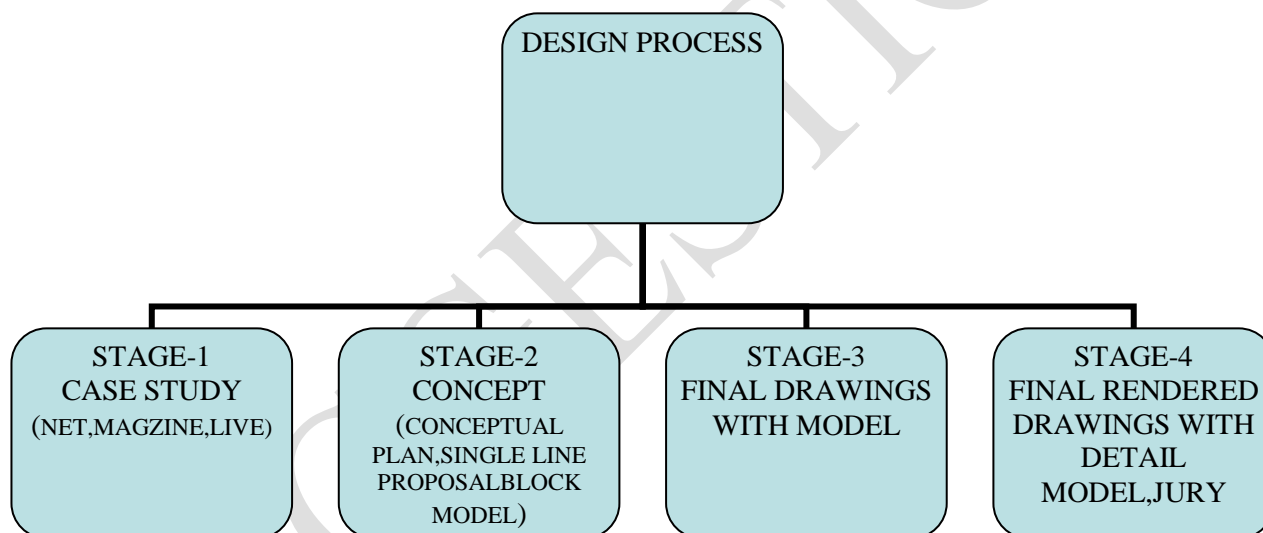 DESIGN PROCESS
STAGE-1
CASE STUDY
(NET,MAGZINE,LIVE)
STAGE-2
CONCEPT
(CONCEPTUAL
PLAN,SINGLE LINE
PROPOSALBLOCK
MODEL)
STAGE-3
FINAL DRAWINGS
WITH MODEL
STAGE-4
FINAL RENDERED
DRAWINGS WITH
DETAIL
MODEL,JURY